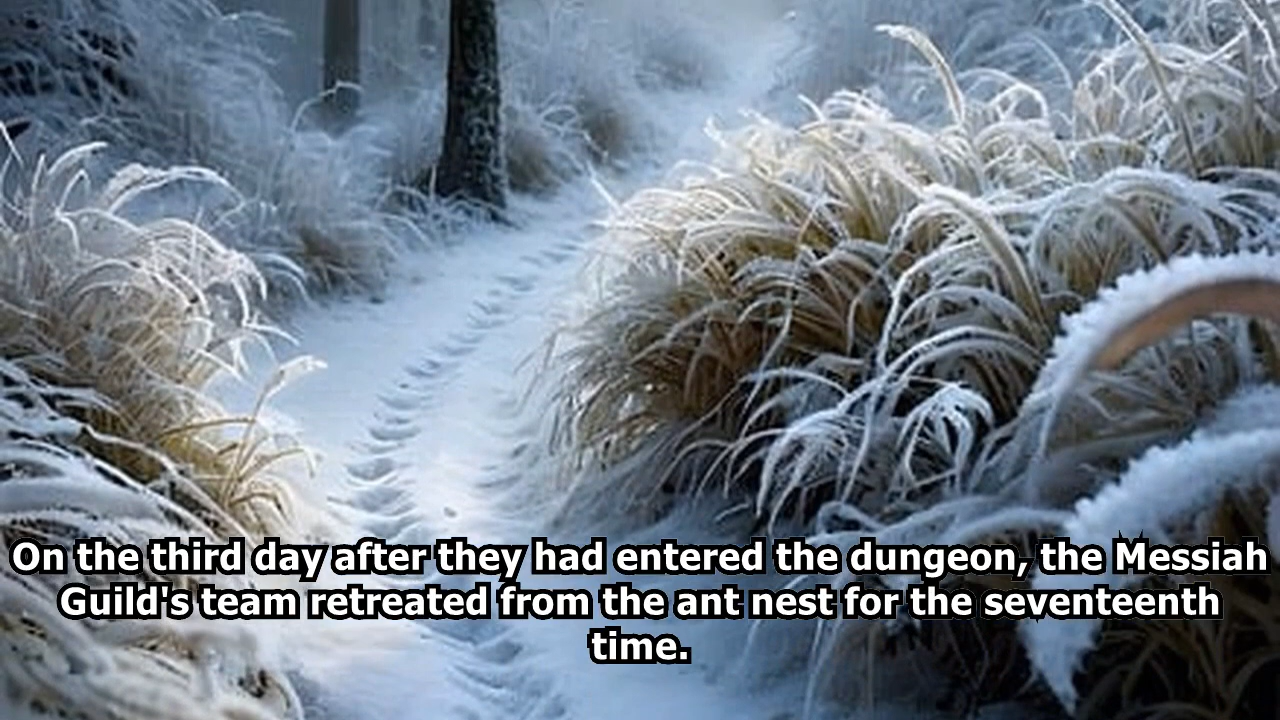 On the third day after they had entered the dungeon, the Messiah
Guild's team retreated from the ant nest for the seventeenth
time.